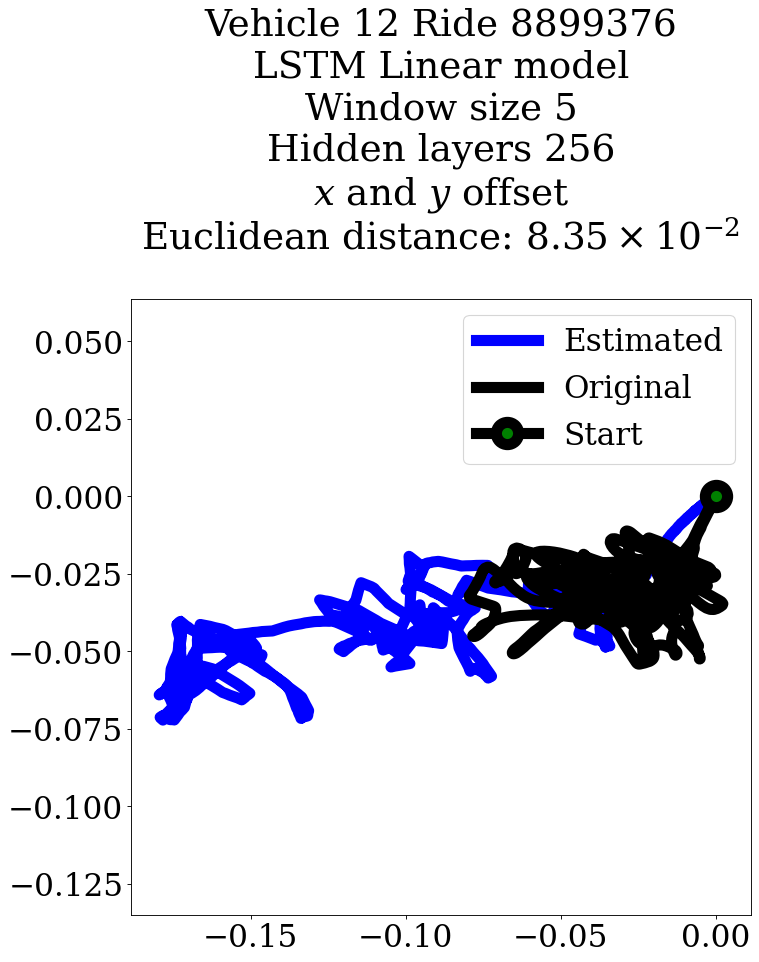 Vehicle 12 Ride 8899376
LSTM Linear model
Window size 5
Hidden layers 256
x and y offset
Euclidean distance: 8.35 × 10⁻²
Estimated
Original
Start
0.050
0.025
0.000
−0.025
−0.050
−0.075
−0.100
−0.125
−0.15 −0.10 −0.05 0.00